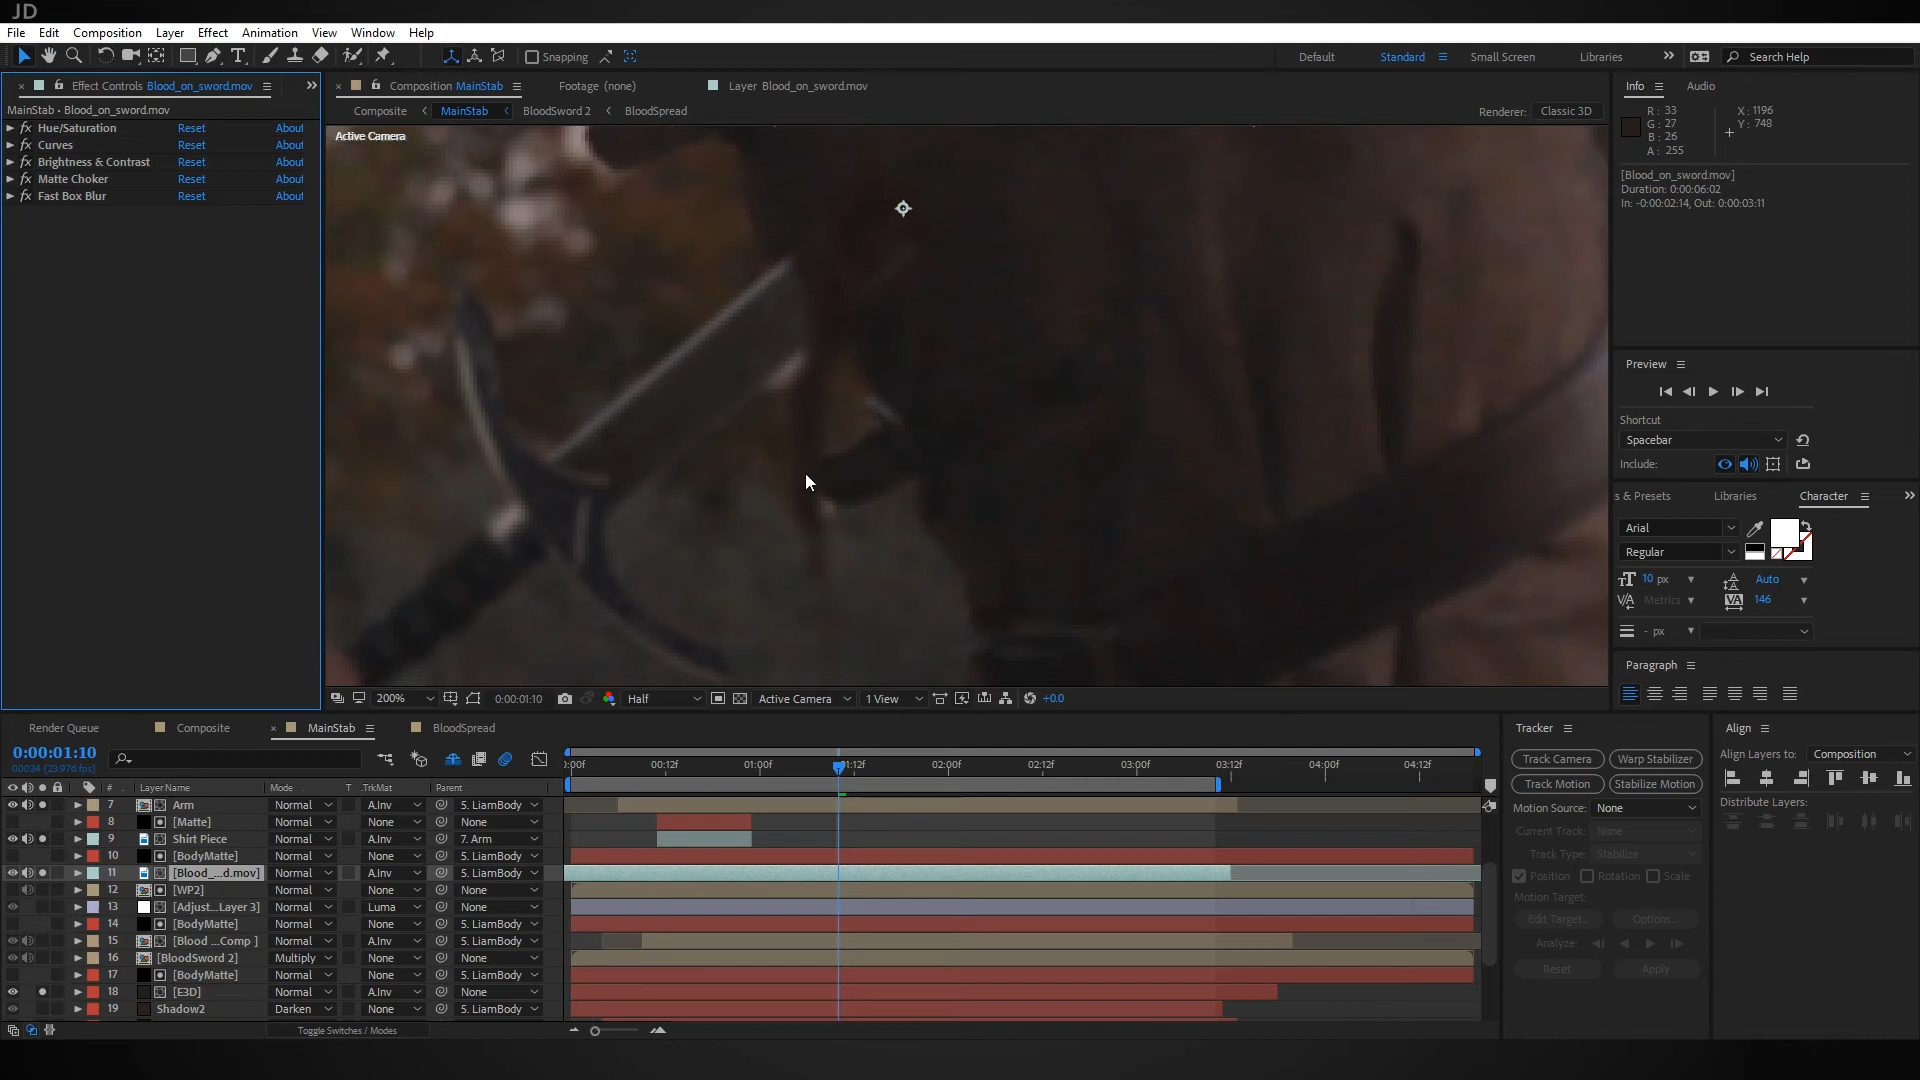 JD
File Edit Composition Layer Effect Animation View Window Help
Snapping Default Standard Small Screen Libraries Search Help
Effect Controls Blood_on_sword.mov
MainStab • Blood_on_sword.mov
fx Hue/Saturation Reset About
fx Curves Reset About
fx Brightness & Contrast Reset About
fx Matte Choker Reset About
fx Fast Box Blur Reset About
Composition MainStab Footage (none) Layer Blood_on_sword.mov
Composite MainStab BloodSword 2 BloodSpread Renderer: Classic 3D
Active Camera
200% 0:00:01:10 Half Active Camera 1 View +0.0
Info Audio
R: 33 X: 1196
G: 27 Y: 748
B: 26
A: 255
[Blood_on_sword.mov]
Duration: 0:00:06:02
In: -0:00:02:14, Out: 0:00:03:11
Preview
Shortcut
Spacebar
Include:
s & Presets Libraries Character
Arial
Regular
10 px Auto
Metrics 146
- px
Paragraph
Render Queue Composite MainStab BloodSpread
0:00:01:10
00034 (23.976 fps)
:00f 00:12f 01:00f 01:12f 02:00f 02:12f 03:00f 03:12f 04:00f 04:12f
# Layer Name Mode T .TrkMat Parent
7 Arm Normal A.Inv 5. LiamBody
8 [Matte] Normal None None
9 Shirt Piece Normal A.Inv 7. Arm
10 [BodyMatte] Normal None 5. LiamBody
11 [Blood_...d.mov] Normal A.Inv 5. LiamBody
12 [WP2] Normal None None
13 [Adjust...Layer 3] Normal Luma None
14 [BodyMatte] Normal None 5. LiamBody
15 [Blood ...Comp ] Normal A.Inv 5. LiamBody
16 [BloodSword 2] Multiply None None
17 [BodyMatte] Normal None 5. LiamBody
18 [E3D] Normal A.Inv None
19 Shadow2 Darken None 5. LiamBody
Toggle Switches / Modes
Tracker
Track Camera Warp Stabilizer
Track Motion Stabilize Motion
Motion Source: None
Current Track: None
Track Type: Stabilize
Position Rotation Scale
Motion Target:
Edit Target... Options...
Analyze:
Reset Apply
Align
Align Layers to: Composition
Distribute Layers: